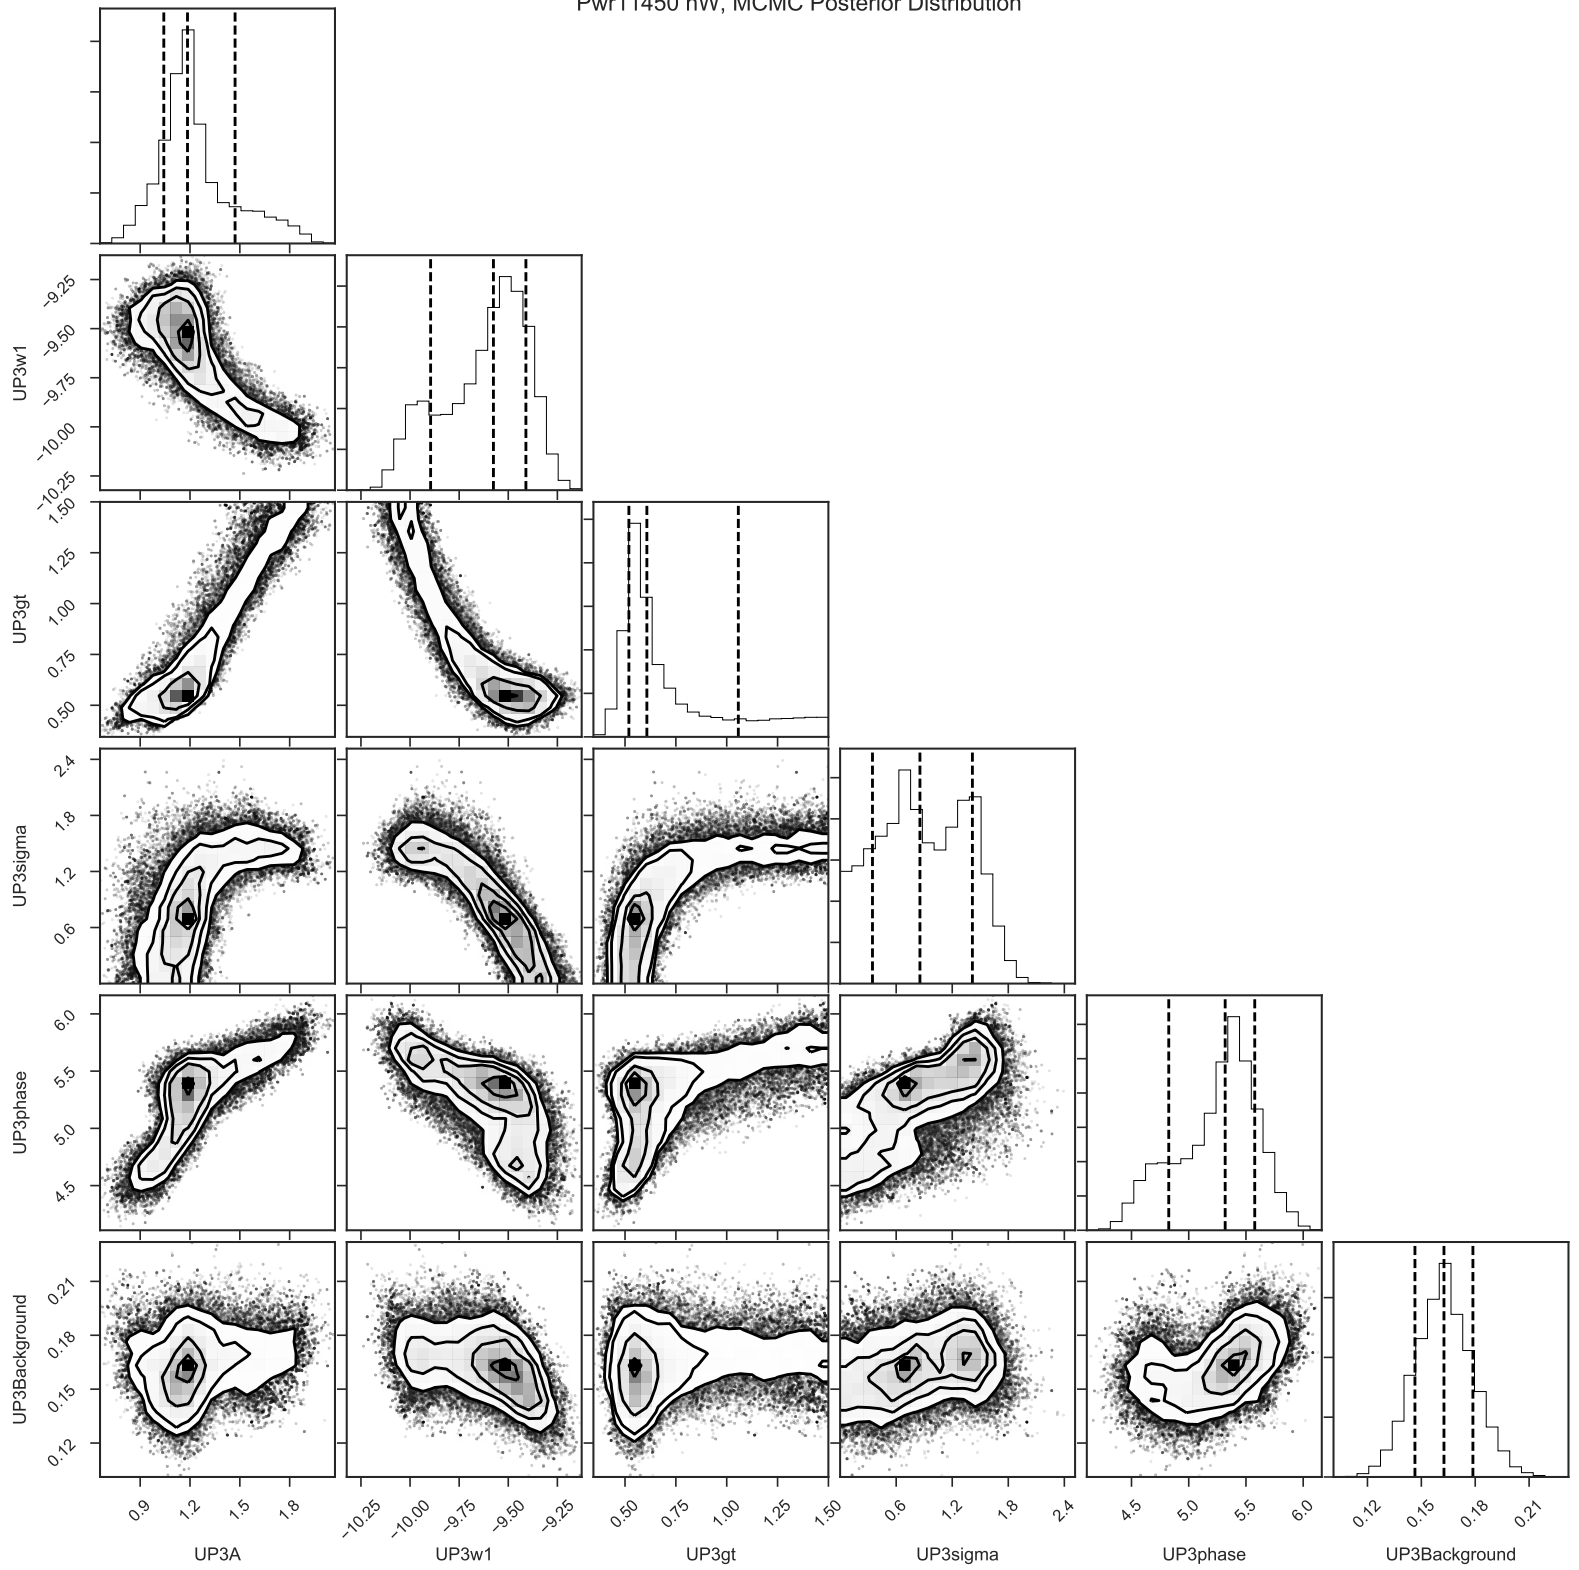 Pwr11450 nW, MCMC Posterior Distribution
UP3w1
−9.25
−9.50
−9.75
−10.00
−10.25
UP3gt
1.50
1.25
1.00
0.75
0.50
UP3sigma
2.4
1.8
1.2
0.6
UP3phase
6.0
5.5
5.0
4.5
UP3Background
0.21
0.18
0.15
0.12
0.9 1.2 1.5 1.8 −10.25 −10.00 −9.75 −9.50 −9.25 0.50 0.75 1.00 1.25 1.50 0.6 1.2 1.8 2.4 4.5 5.0 5.5 6.0 0.12 0.15 0.18 0.21
UP3A UP3w1 UP3gt UP3sigma UP3phase UP3Background